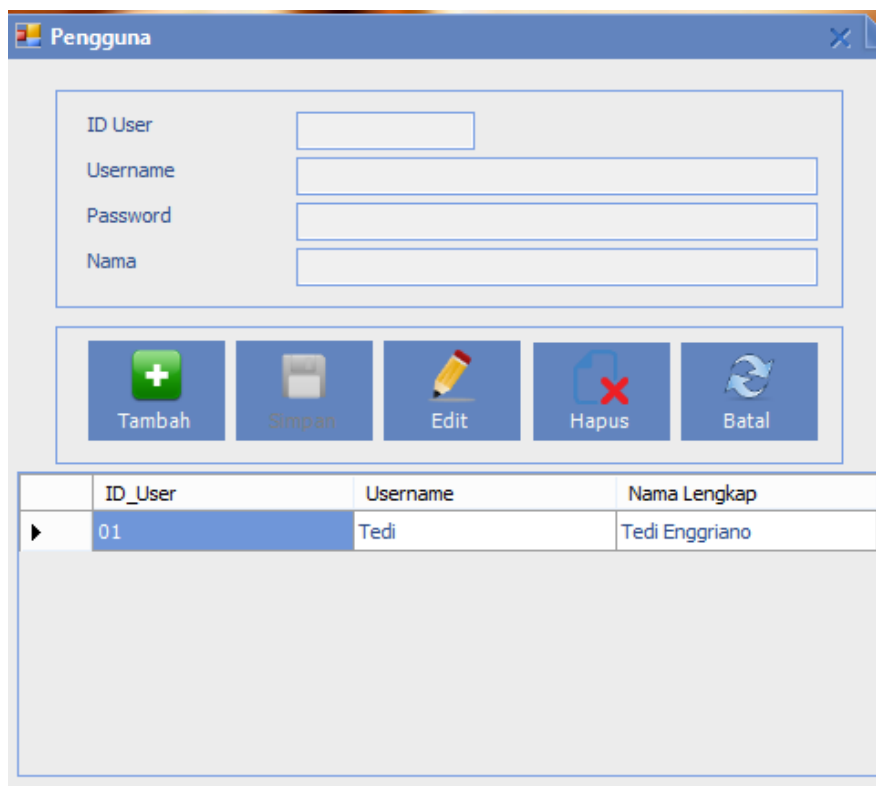 Pengguna
ID User
Username
Password
Nama
Tambah Simpan Edit Hapus Batal
ID_User Username Nama Lengkap
01 Tedi Tedi Enggriano